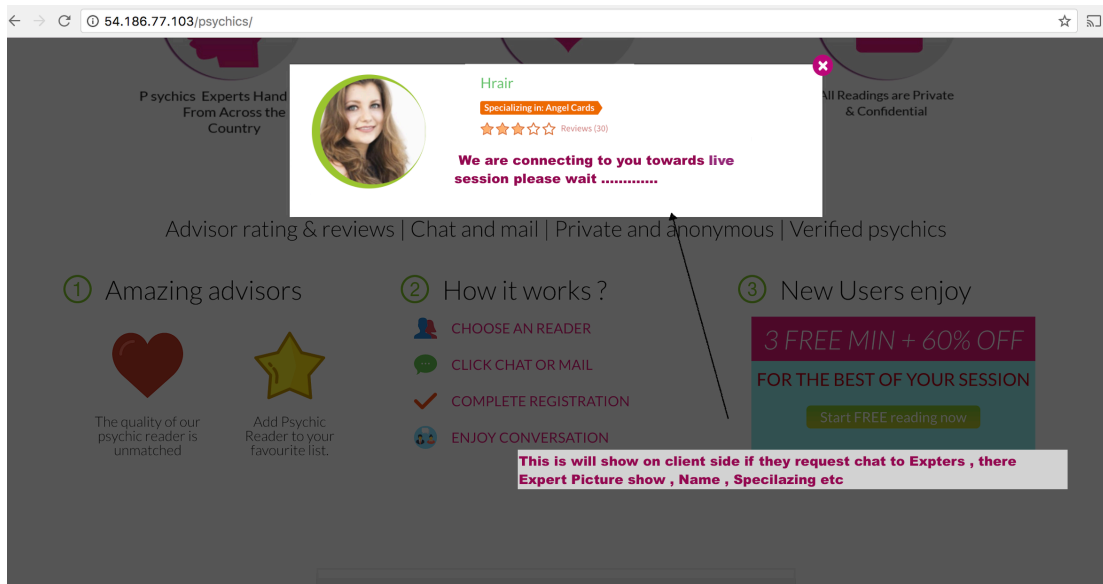 54.186.77.103/psychics/
Psychics Experts Hand
From Across the
Country
All Readings are Private
& Confidential
Hrair
Specializing in: Angel Cards
Reviews (30)
We are connecting to you towards live
session please wait .............
Advisor rating & reviews | Chat and mail | Private and anonymous | Verified psychics
1 Amazing advisors
The quality of our
psychic reader is
unmatched
Add Psychic
Reader to your
favourite list.
2 How it works ?
CHOOSE AN READER
CLICK CHAT OR MAIL
COMPLETE REGISTRATION
ENJOY CONVERSATION
3 New Users enjoy
3 FREE MIN + 60% OFF
FOR THE BEST OF YOUR SESSION
Start FREE reading now
This is will show on client side if they request chat to Expters , there
Expert Picture show , Name , Specilazing etc